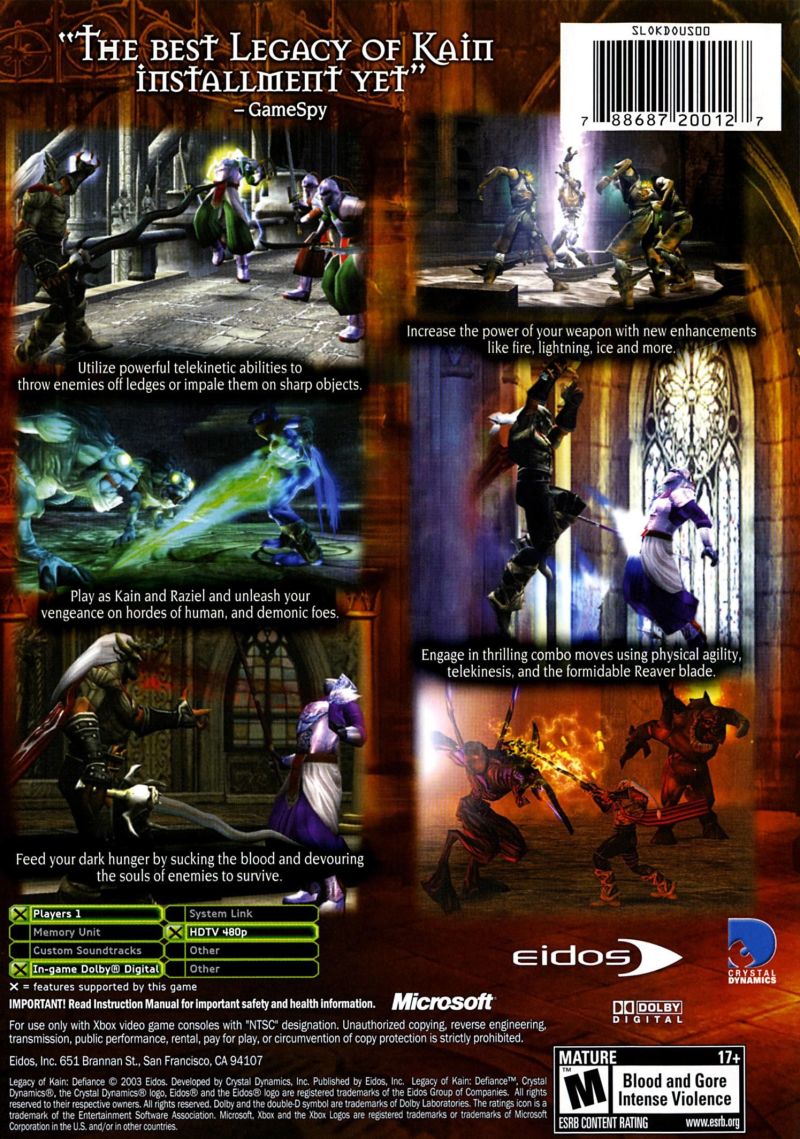 “THE BEST LEGACY OF KAIN
INSTALLMENT YET”
– GameSpy
SLOKDOUS00
7 88687 20012 7
Utilize powerful telekinetic abilities to
throw enemies off ledges or impale them on sharp objects.
Increase the power of your weapon with new enhancements
like fire, lightning, ice and more.
Play as Kain and Raziel and unleash your
vengeance on hordes of human, and demonic foes.
Engage in thrilling combo moves using physical agility,
telekinesis, and the formidable Reaver blade.
Feed your dark hunger by sucking the blood and devouring
the souls of enemies to survive.
X Players 1
System Link
Memory Unit
X HDTV 480p
Custom Soundtracks
Other
X In-game Dolby® Digital
Other
X = features supported by this game
IMPORTANT! Read Instruction Manual for important safety and health information.
Microsoft®
For use only with Xbox video game consoles with "NTSC" designation. Unauthorized copying, reverse engineering,
transmission, public performance, rental, pay for play, or circumvention of copy protection is strictly prohibited.
Eidos, Inc. 651 Brannan St., San Francisco, CA 94107
Legacy of Kain: Defiance © 2003 Eidos. Developed by Crystal Dynamics, Inc. Published by Eidos, Inc. Legacy of Kain: Defiance™, Crystal
Dynamics®, the Crystal Dynamics® logo, Eidos® and the Eidos® logo are registered trademarks of the Eidos Group of Companies. All rights
reserved to their respective owners. All rights reserved. Dolby and the double-D symbol are trademarks of Dolby Laboratories. The ratings icon is a
trademark of the Entertainment Software Association. Microsoft, Xbox and the Xbox Logos are registered trademarks or trademarks of Microsoft
Corporation in the U.S. and/or in other countries.
eidos
CRYSTAL
DYNAMICS
DOLBY
DIGITAL
MATURE 17+
M
TM
Blood and Gore
Intense Violence
ESRB CONTENT RATING www.esrb.org